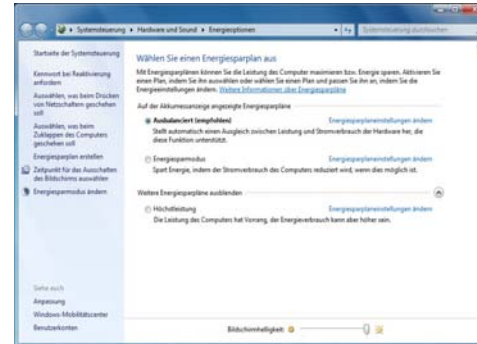 Systemsteuerung ▸ Hardware und Sound ▸ Energieoptionen
Systemsteuerung durchsuchen
Startseite der Systemsteuerung
Kennwort bei Reaktivierung
anfordern
Auswählen, was beim Drücken
von Netzschaltern geschehen
soll
Auswählen, was beim
Zuklappen des Computers
geschehen soll
Energiesparplan erstellen
Zeitpunkt für das Ausschalten
des Bildschirms auswählen
Energiesparmodus ändern
Siehe auch
Anpassung
Windows-Mobilitätscenter
Benutzerkonten
Wählen Sie einen Energiesparplan aus
Mit Energiesparplänen können Sie die Leistung des Computer maximieren bzw. Energie sparen. Aktivieren Sie
einen Plan, indem Sie ihn auswählen oder wählen Sie einen Plan und passen Sie ihn an, indem Sie die
Energieeinstellungen ändern. Weitere Informationen über Energiesparpläne
Auf der Akkumessanzeige angezeigte Energiesparpläne
Ausbalanciert (empfohlen) Energiesparplaneinstellungen ändern
Stellt automatisch einen Ausgleich zwischen Leistung und Stromverbrauch der Hardware her, die
diese Funktion unterstützt.
Energiesparmodus Energiesparplaneinstellungen ändern
Spart Energie, indem der Stromverbrauch des Computers reduziert wird, wenn dies möglich ist.
Weitere Energiesparpläne ausblenden
Höchstleistung Energiesparplaneinstellungen ändern
Die Leistung des Computers hat Vorrang, der Energieverbrauch kann aber höher sein.
Bildschirmhelligkeit: